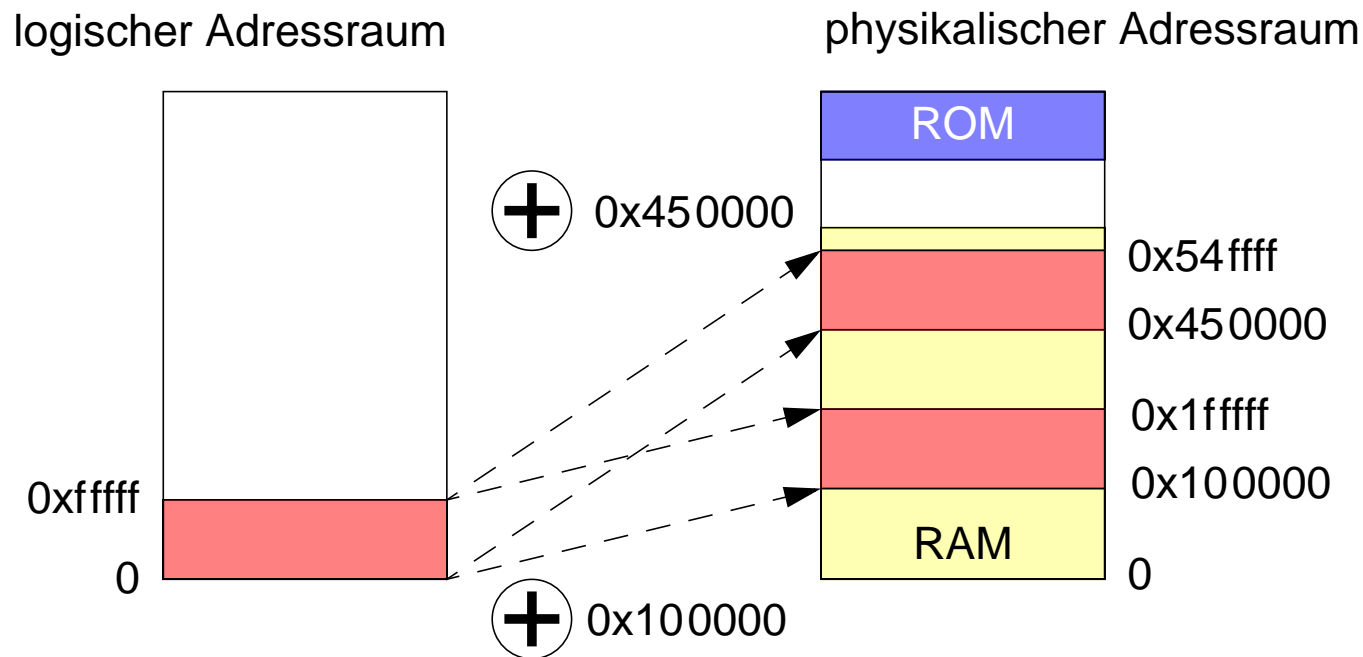 logischer Adressraum
physikalischer Adressraum
ROM
0x450000
0x54ffff
0x450000
0x1fffff
0xfffff
0x100000
RAM
0
0
0x100000